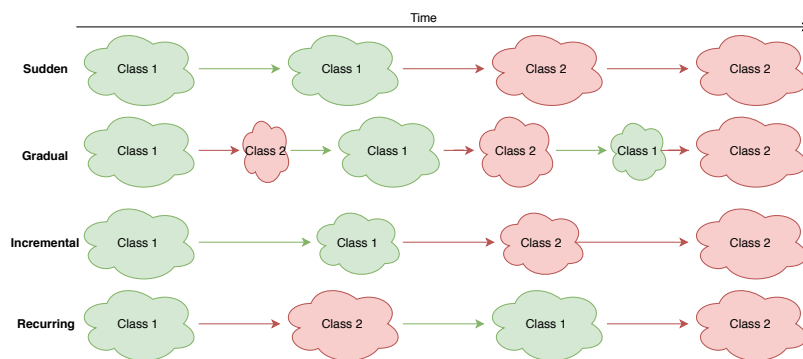 Time
Sudden Class 1 Class 1 Class 2 Class 2
Gradual Class 1 Class 2 Class 1 Class 2 Class 1 Class 2
Incremental Class 1 Class 1 Class 2 Class 2
Recurring Class 1 Class 2 Class 1 Class 2